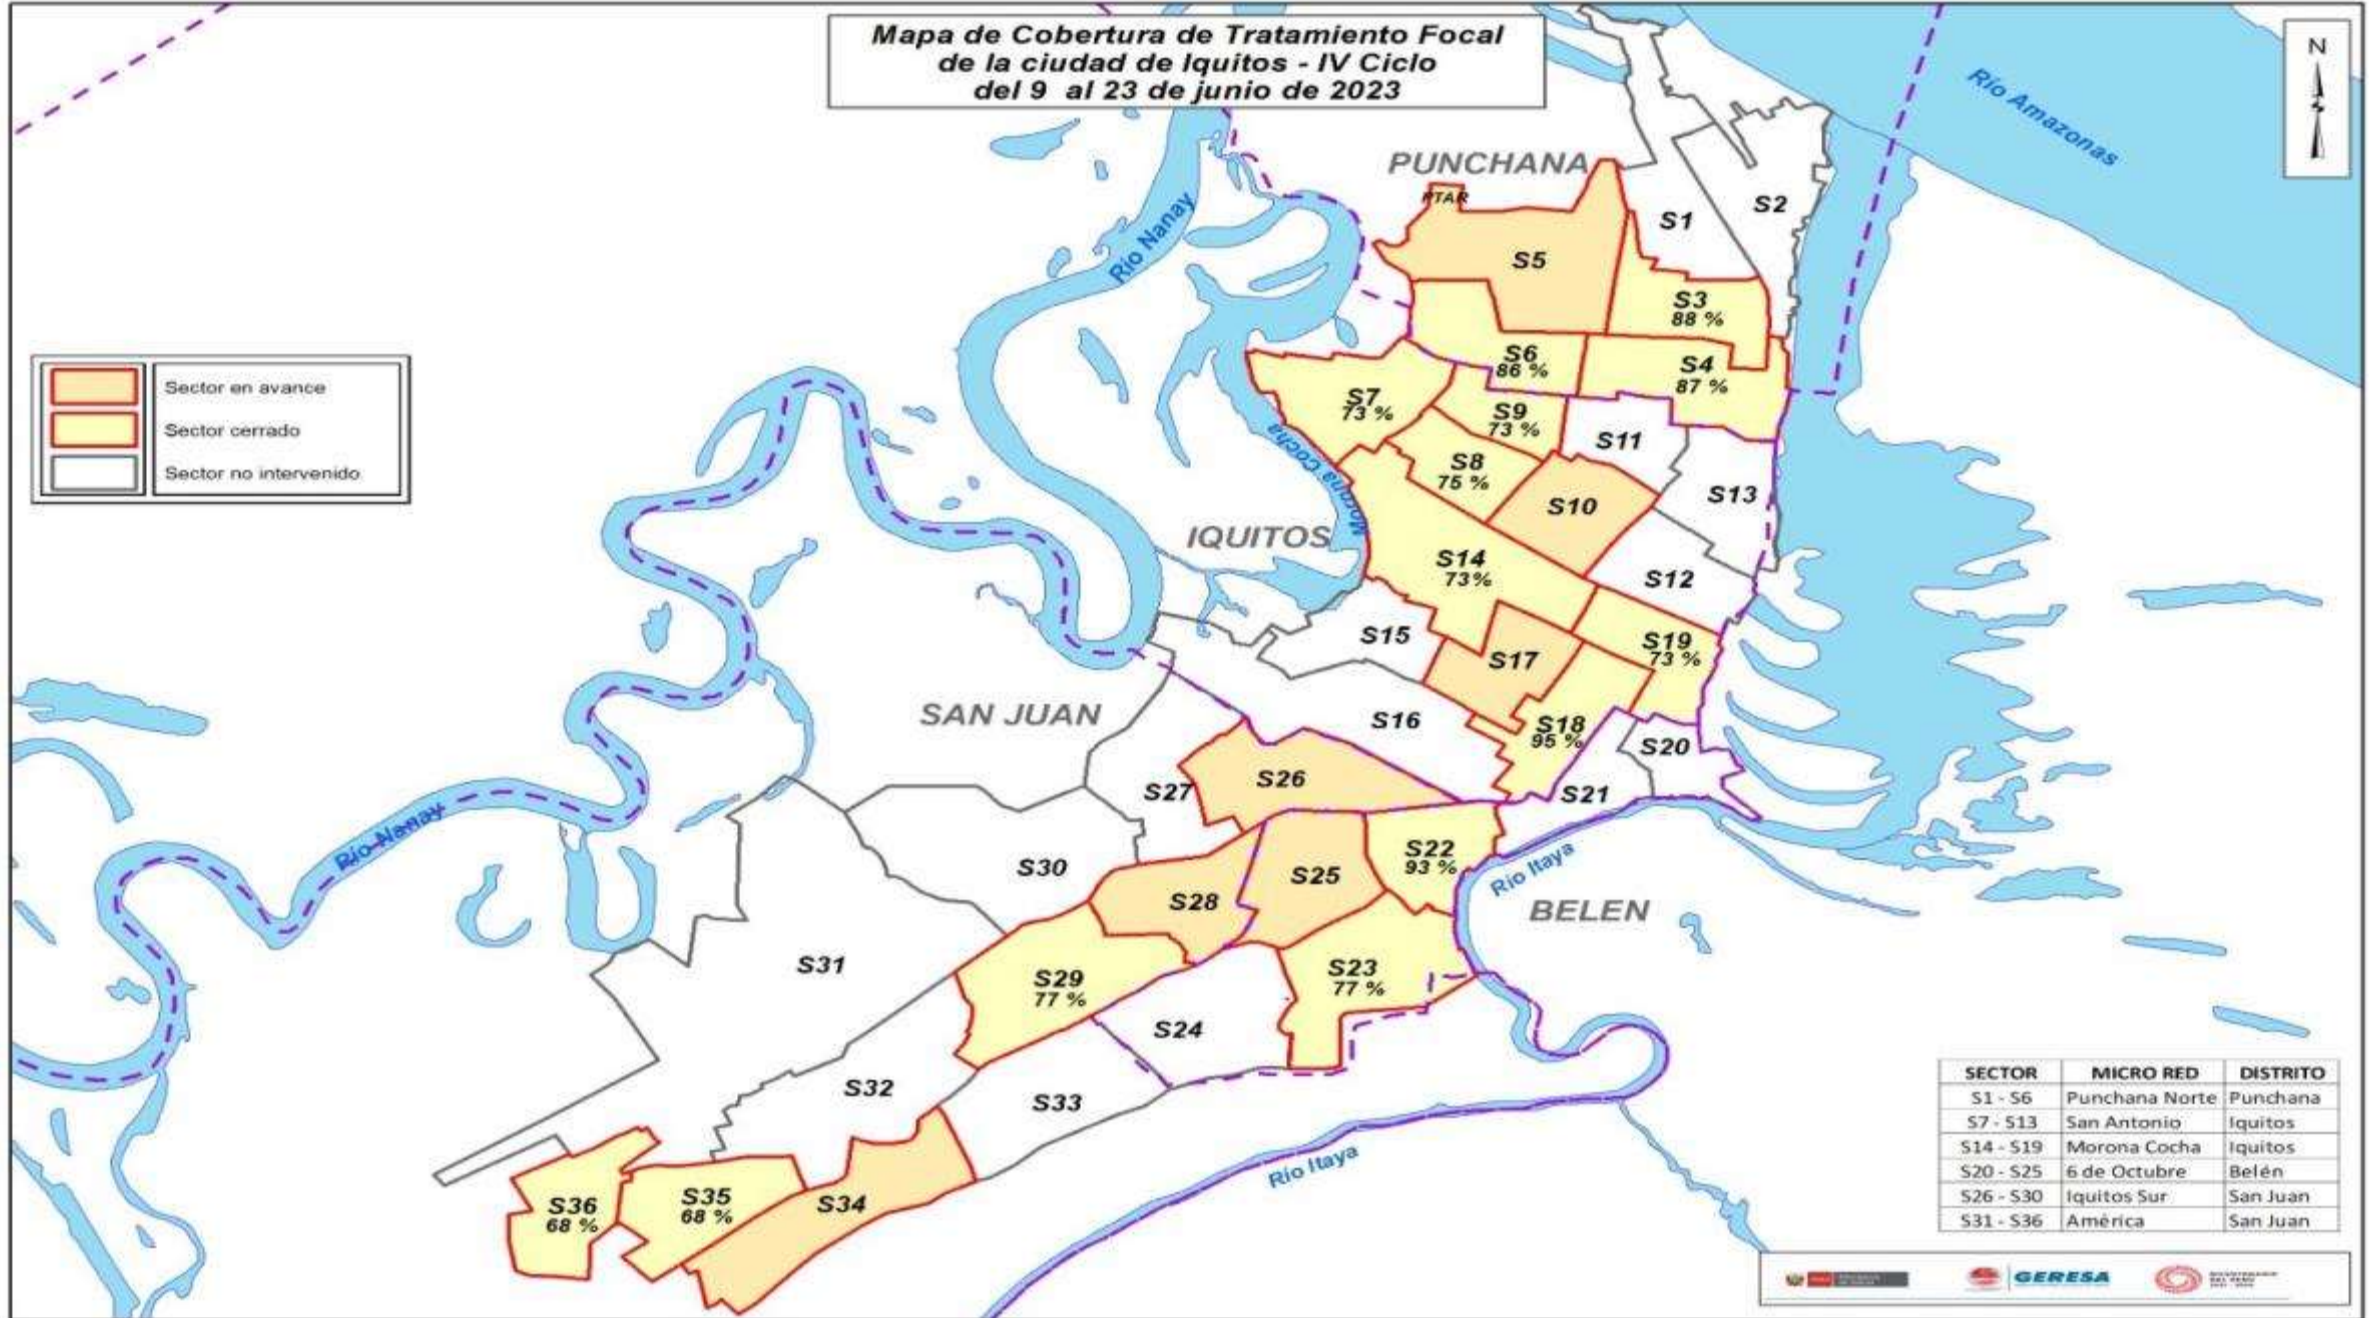 Mapa de Cobertura de Tratamiento Focal
de la ciudad de Iquitos - IV Ciclo
del 9 al 23 de junio de 2023
N
Río Amazonas
PUNCHANA
PTAR
S1
S2
S5
Río Nanay
S3
88 %
S6
86 %
S4
87 %
Sector en avance
Sector cerrado
Sector no intervenido
S7
73 %
S9
73 %
S11
Morona Cocha
S8
75 %
S13
S10
IQUITOS
S14
73%
S12
S15
S19
73 %
S17
SAN JUAN
S16
S18
95 %
S20
S26
S27
S21
Río Nanay
S30
S22
93 %
Río Itaya
S25
S28
BELEN
S31
S29
77 %
S23
77 %
S24
S32
S33
Río Itaya
S36
68 %
S35
68 %
S34
SECTOR MICRO RED DISTRITO
S1 - S6 Punchana Norte Punchana
S7 - S13 San Antonio Iquitos
S14 - S19 Morona Cocha Iquitos
S20 - S25 6 de Octubre Belén
S26 - S30 Iquitos Sur San Juan
S31 - S36 América San Juan
GERESA